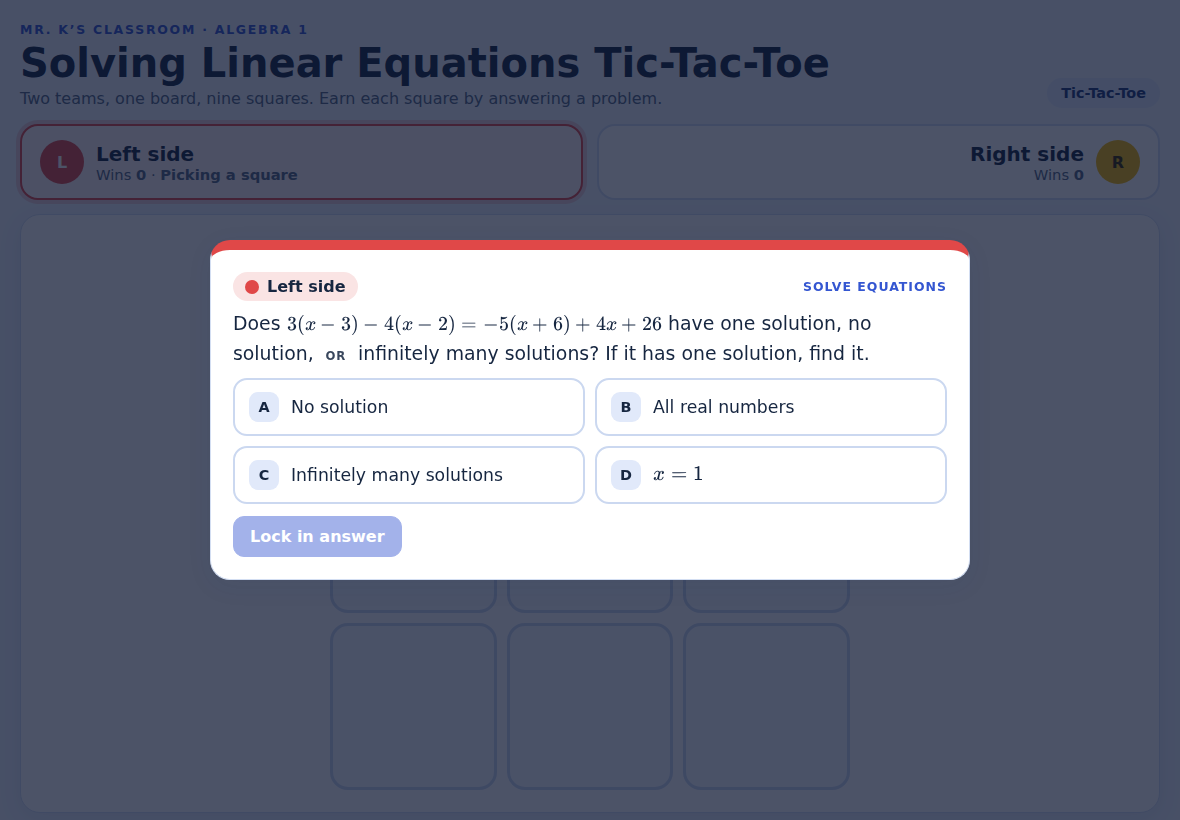 MR. K'S CLASSROOM · ALGEBRA 1
Solving Linear Equations Tic-Tac-Toe
Two teams, one board, nine squares. Earn each square by answering a problem.
Tic-Tac-Toe
L
Left side
Wins 0 · Picking a square
Right side
Wins 0
R
Left side
SOLVE EQUATIONS
Does 3(x − 3) − 4(x − 2) = −5(x + 6) + 4x + 26 have one solution, no
solution, OR infinitely many solutions? If it has one solution, find it.
A No solution
B All real numbers
C Infinitely many solutions
D x = 1
Lock in answer